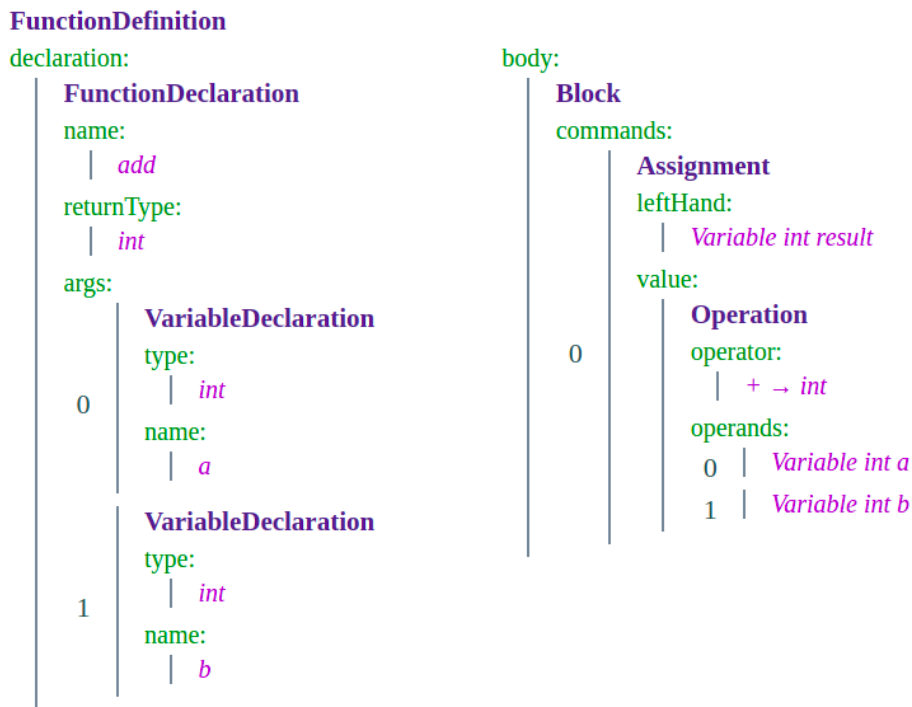 FunctionDefinition
declaration:
FunctionDeclaration
name:
add
returnType:
int
args:
0
VariableDeclaration
type:
int
name:
a
1
VariableDeclaration
type:
int
name:
b
body:
Block
commands:
0
Assignment
leftHand:
Variable int result
value:
Operation
operator:
+ → int
operands:
0 Variable int a
1 Variable int b